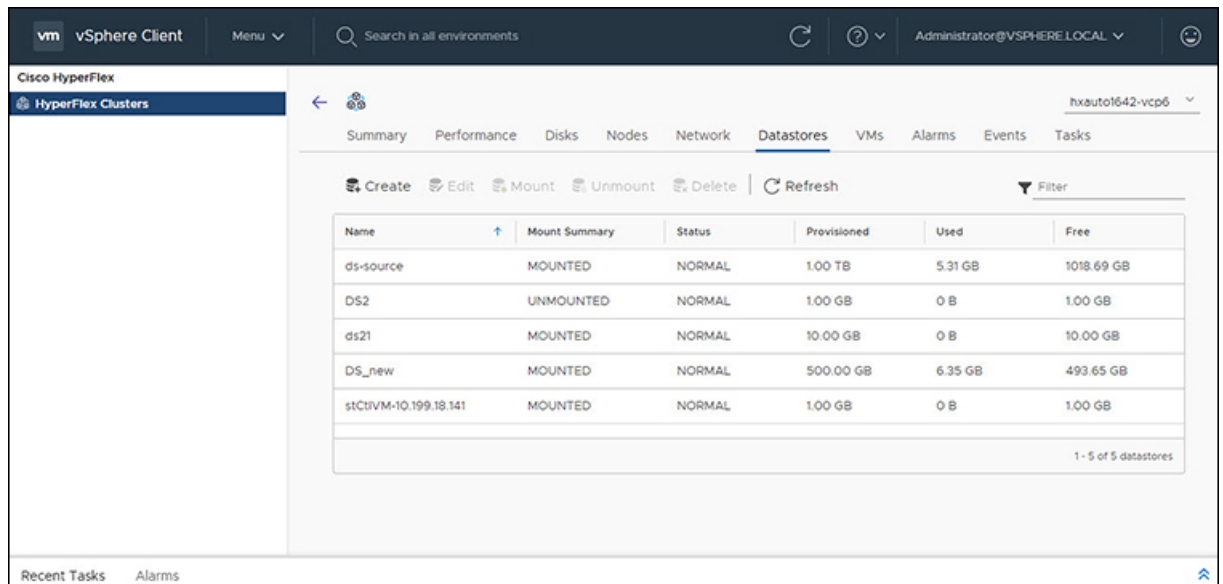 vm vSphere Client Menu Search in all environments Administrator@VSPHERE.LOCAL
Cisco HyperFlex
HyperFlex Clusters
hxauto1642-vcp6
Summary Performance Disks Nodes Network Datastores VMs Alarms Events Tasks
Create Edit Mount Unmount Delete Refresh Filter
Name Mount Summary Status Provisioned Used Free
ds-source MOUNTED NORMAL 1.00 TB 5.31 GB 1018.69 GB
DS2 UNMOUNTED NORMAL 1.00 GB 0 B 1.00 GB
ds21 MOUNTED NORMAL 10.00 GB 0 B 10.00 GB
DS_new MOUNTED NORMAL 500.00 GB 6.35 GB 493.65 GB
stCtlVM-10.199.18.141 MOUNTED NORMAL 1.00 GB 0 B 1.00 GB
1 - 5 of 5 datastores
Recent Tasks Alarms